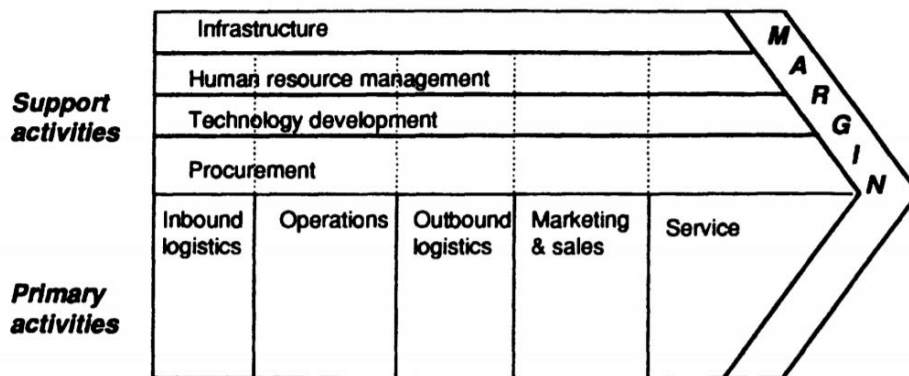 Infrastructure
Human resource management
Support
activities
Technology development
Procurement
Inbound
logistics
Operations
Outbound
logistics
Marketing
& sales
Service
Primary
activities
MARGIN